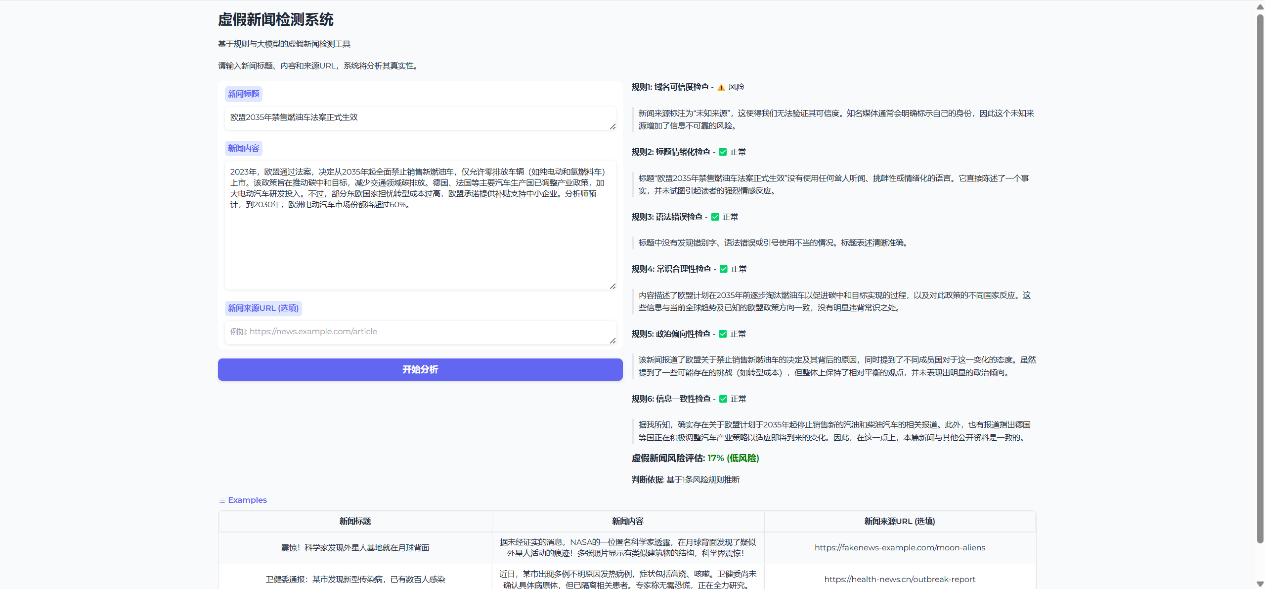 虚假新闻检测系统
基于规则与大模型的虚假新闻检测工具
请输入新闻标题、内容和来源URL，系统将分析其真实性。
新闻标题
欧盟2035年禁售燃油车法案正式生效
新闻内容
2023年，欧盟通过法案，决定从2035年起全面禁止销售新燃油车，仅允许零排放车辆（如纯电动和氢燃料车）
上市。该政策旨在推动碳中和目标，减少交通领域碳排放。德国、法国等主要汽车生产国已调整产业政策，加
大电动汽车研发投入。不过，部分东欧国家担忧转型成本过高，欧盟承诺提供补贴支持中小企业。分析师预
计，到2030年，欧洲电动汽车市场份额将超过60%。
新闻来源URL (选填)
例如: https://news.example.com/article
开始分析
规则1: 域名可信度检查 - ⚠️ 风险
新闻来源标注为“未知来源”，这使得我们无法验证其可信度。知名媒体通常会明确标示自己的身份，因此这个未知来
源增加了信息不可靠的风险。
规则2: 标题情绪化检查 - ✅ 正常
标题“欧盟2035年禁售燃油车法案正式生效”没有使用任何耸人听闻、挑衅性或情绪化的语言。它直接陈述了一个事
实，并未试图引起读者的强烈情感反应。
规则3: 语法错误检查 - ✅ 正常
标题中没有发现错别字、语法错误或引号使用不当的情况。标题表述清晰准确。
规则4: 常识合理性检查 - ✅ 正常
内容描述了欧盟计划在2035年前逐步淘汰燃油车以促进碳中和目标实现的过程，以及对此政策的不同国家反应。这
些信息与当前全球趋势及已知的欧盟政策方向一致，没有明显违背常识之处。
规则5: 政治偏向性检查 - ✅ 正常
该新闻报道了欧盟关于禁止销售新燃油车的决定及其背后的原因，同时提到了不同成员国对于这一变化的态度。虽然
提到了一些可能存在的挑战（如转型成本），但整体上保持了相对平衡的观点，并未表现出明显的政治倾向。
规则6: 信息一致性检查 - ✅ 正常
据我所知，确实存在关于欧盟计划于2035年起停止销售新的汽油和柴油汽车的相关报道。此外，也有报道指出德国
等国正在积极调整汽车产业策略以适应即将到来的变化。因此，在这一点上，本篇新闻与其他公开资料是一致的。
虚假新闻风险评估: 17% (低风险)
判断依据: 基于1条风险规则推断
Examples
新闻标题 新闻内容 新闻来源URL (选填)
震惊！科学家发现外星人基地就在月球背面
据未经证实的消息，NASA的一位匿名科学家透露，在月球背面发现了疑似
外星人活动的痕迹！多张照片显示有类似建筑物的结构，科学界震惊！
https://fakenews-example.com/moon-aliens
卫健委通报：某市发现新型传染病，已有数百人感染
近日，某市出现多例不明原因发热病例，症状包括高烧、咳嗽。卫健委尚未
确认具体病原体，但已隔离相关患者。专家称无需恐慌，正在全力研究。
https://health-news.cn/outbreak-report